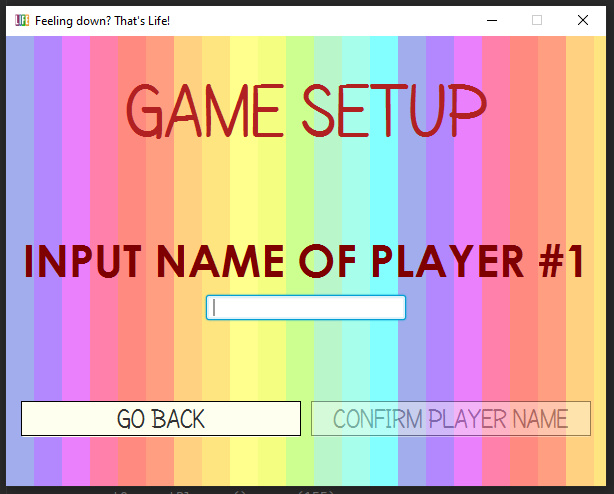 LIFE
Feeling down? That's Life!
GAME SETUP
INPUT NAME OF PLAYER #1
GO BACK
CONFIRM PLAYER NAME